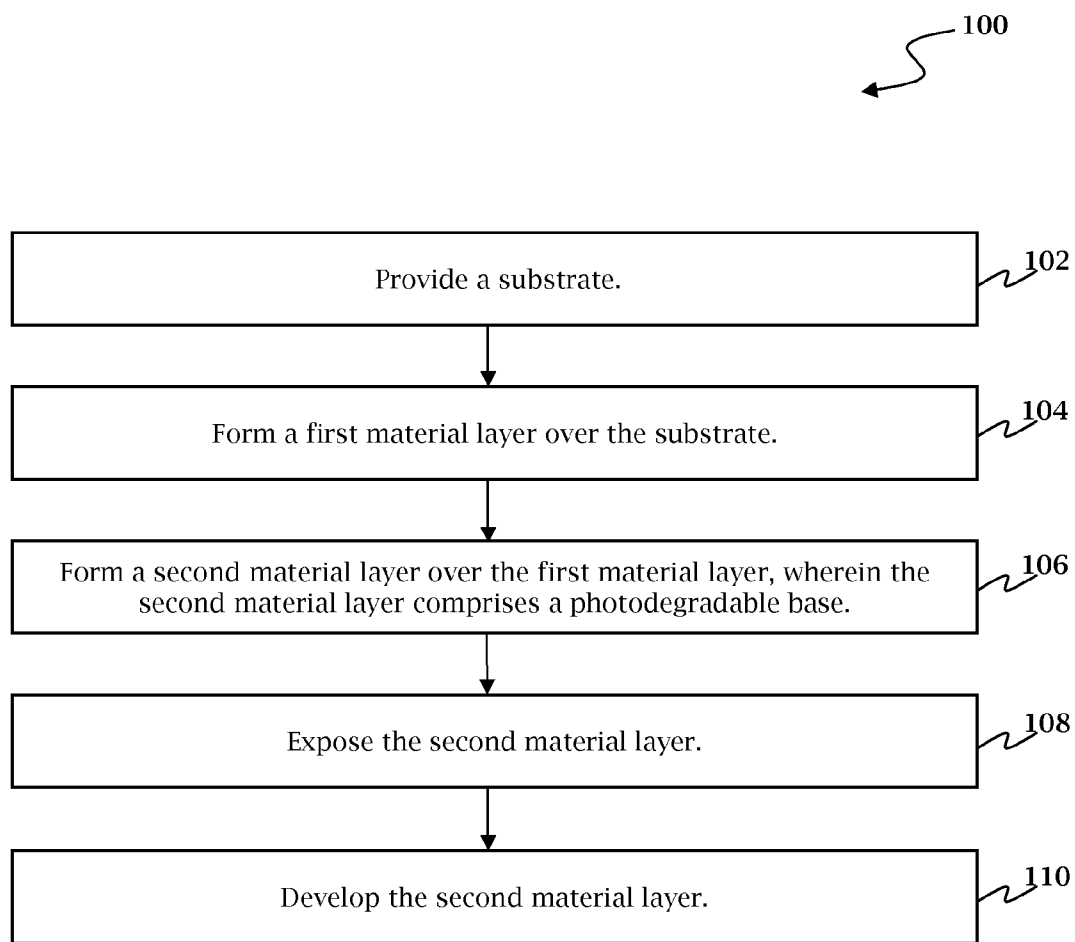 100
Provide a substrate.
102
Form a first material layer over the substrate.
104
Form a second material layer over the first material layer, wherein the
second material layer comprises a photodegradable base.
106
Expose the second material layer.
108
Develop the second material layer.
110